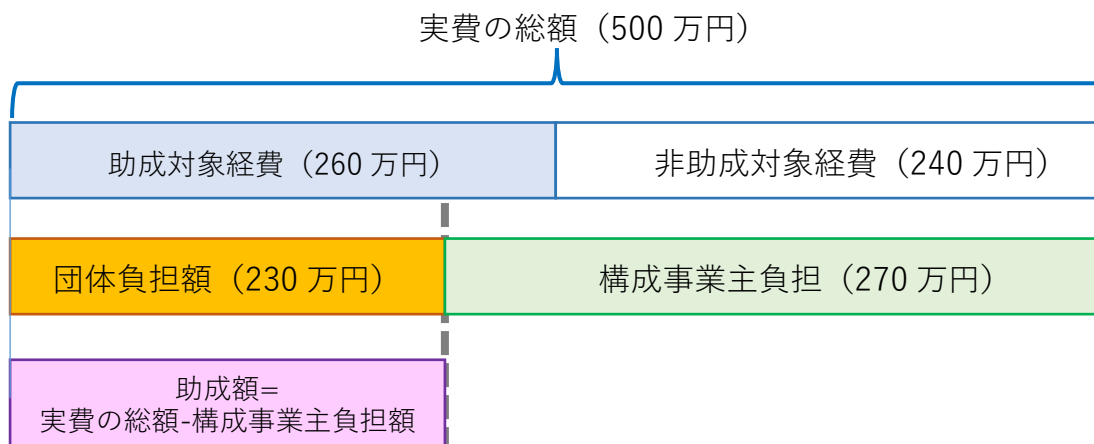 実費の総額（500 万円）
助成対象経費（260 万円）
非助成対象経費（240 万円）
団体負担額（230 万円）
構成事業主負担（270 万円）
助成額=
実費の総額-構成事業主負担額